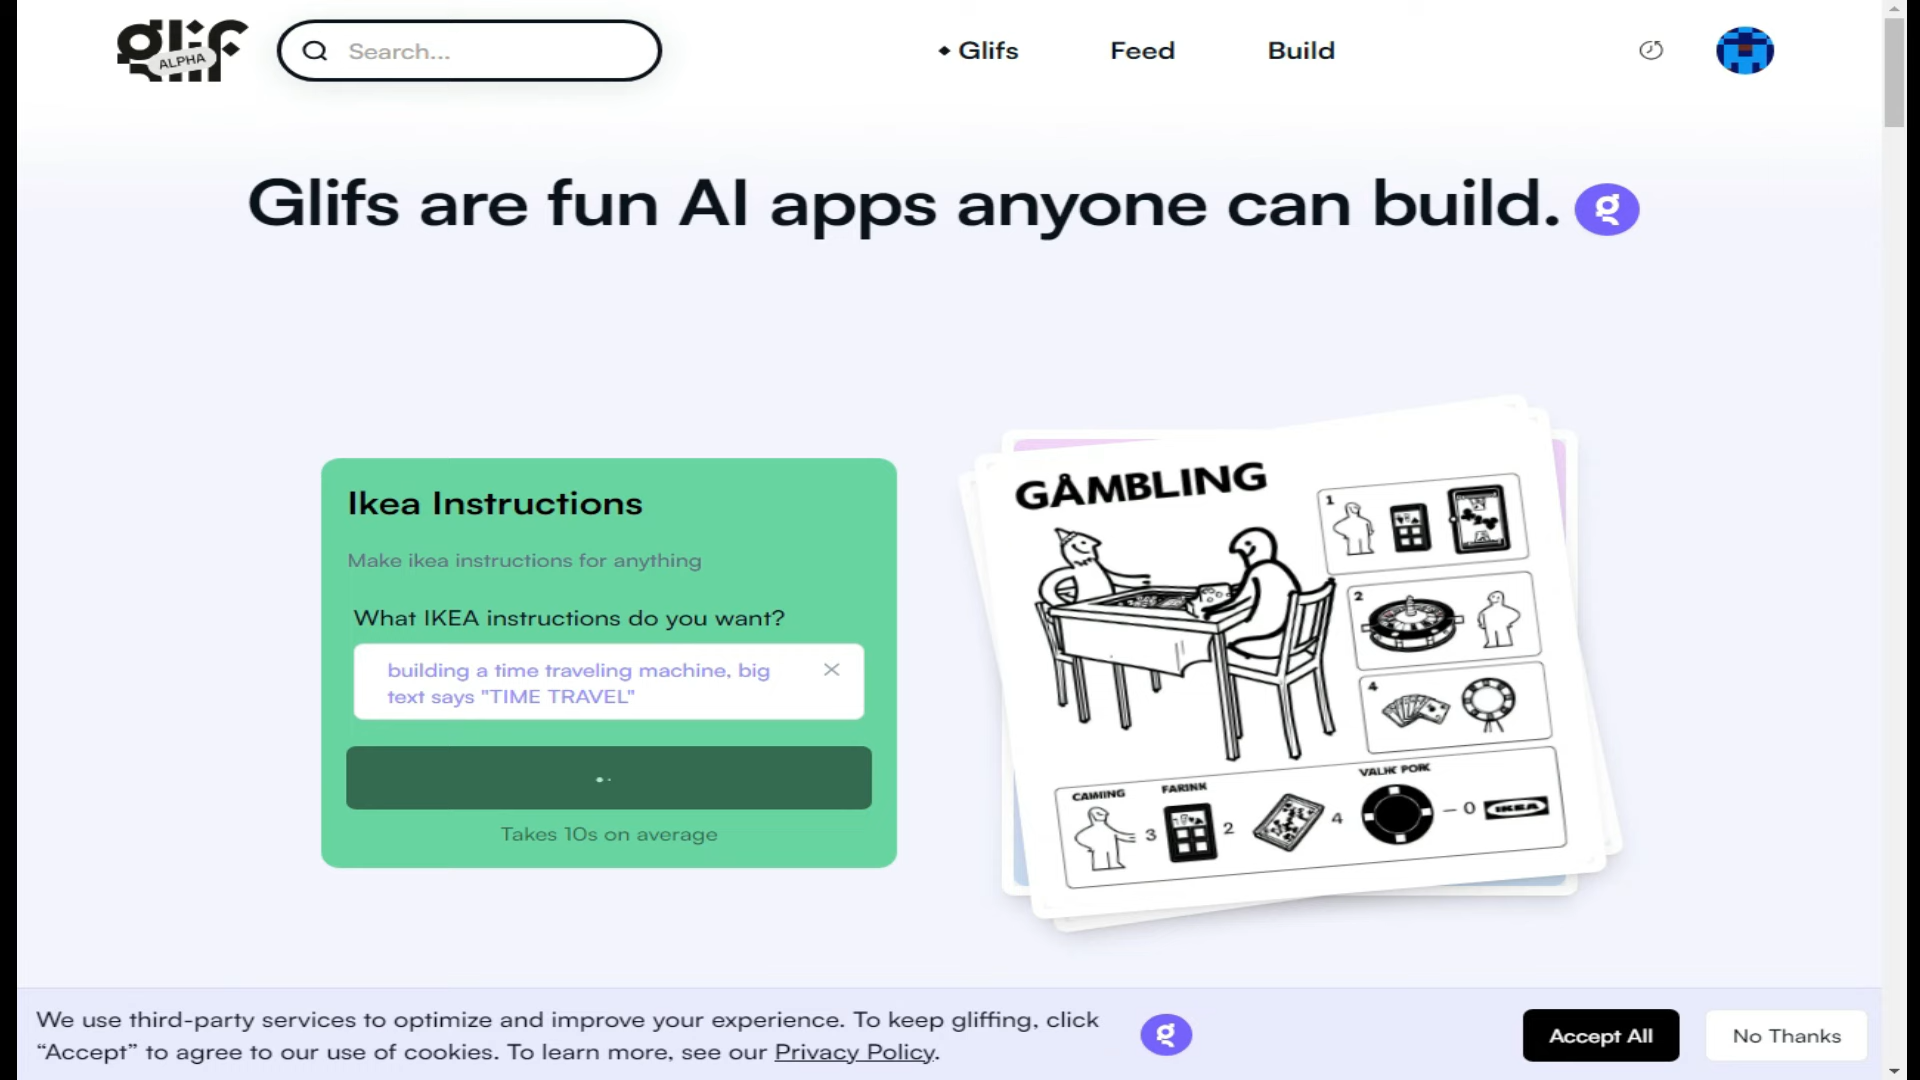 glif
ALPHA
Search...
Glifs
Feed
Build
Glifs are fun AI apps anyone can build.
Ikea Instructions
Make ikea instructions for anything
What IKEA instructions do you want?
building a time traveling machine, big
text says "TIME TRAVEL"
Takes 10s on average
GÅMBLING
1
2
4
CAMING
3
FARINK
2
4
VALIK PORK
– 0
IKEA
We use third-party services to optimize and improve your experience. To keep gliffing, click
“Accept” to agree to our use of cookies. To learn more, see our Privacy Policy.
g
Accept All
No Thanks